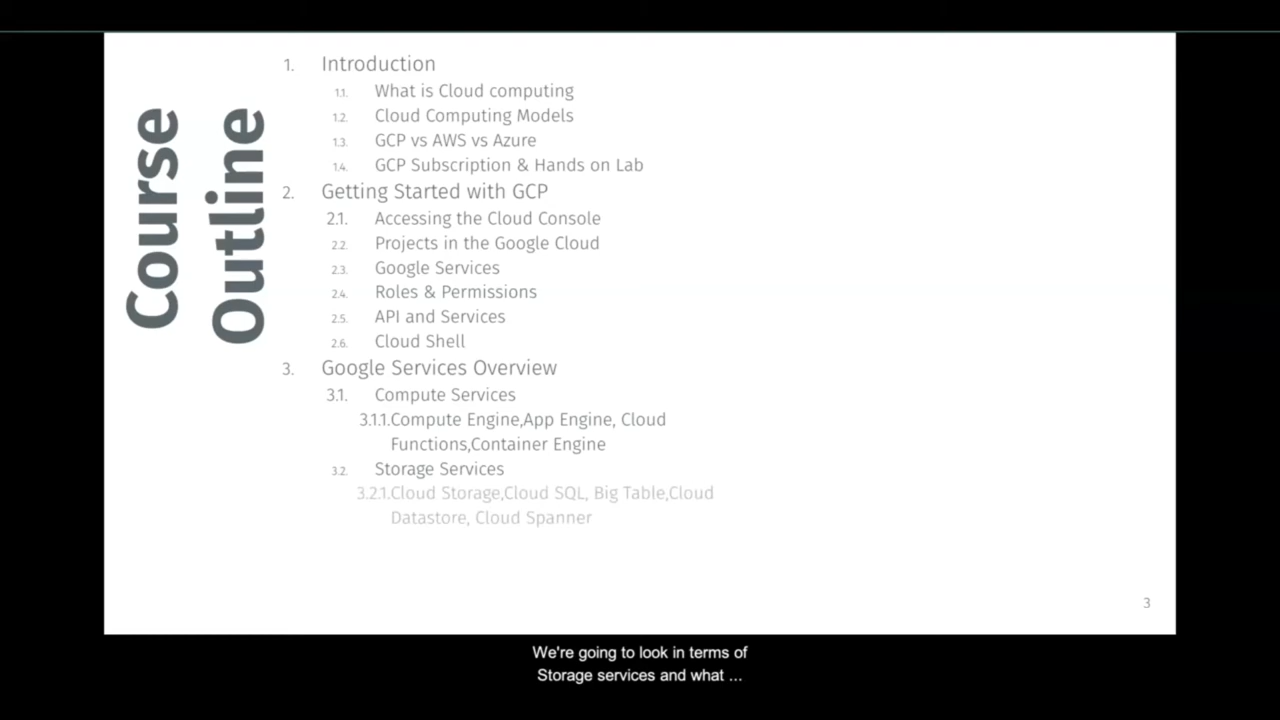 Course
Outline
1. Introduction
1.1. What is Cloud computing
1.2. Cloud Computing Models
1.3. GCP vs AWS vs Azure
1.4. GCP Subscription & Hands on Lab
2. Getting Started with GCP
2.1. Accessing the Cloud Console
2.2. Projects in the Google Cloud
2.3. Google Services
2.4. Roles & Permissions
2.5. API and Services
2.6. Cloud Shell
3. Google Services Overview
3.1. Compute Services
3.1.1.Compute Engine,App Engine, Cloud
Functions,Container Engine
3.2. Storage Services
3.2.1.Cloud Storage,Cloud SQL, Big Table,Cloud
Datastore, Cloud Spanner
3
We're going to look in terms of
Storage services and what ...